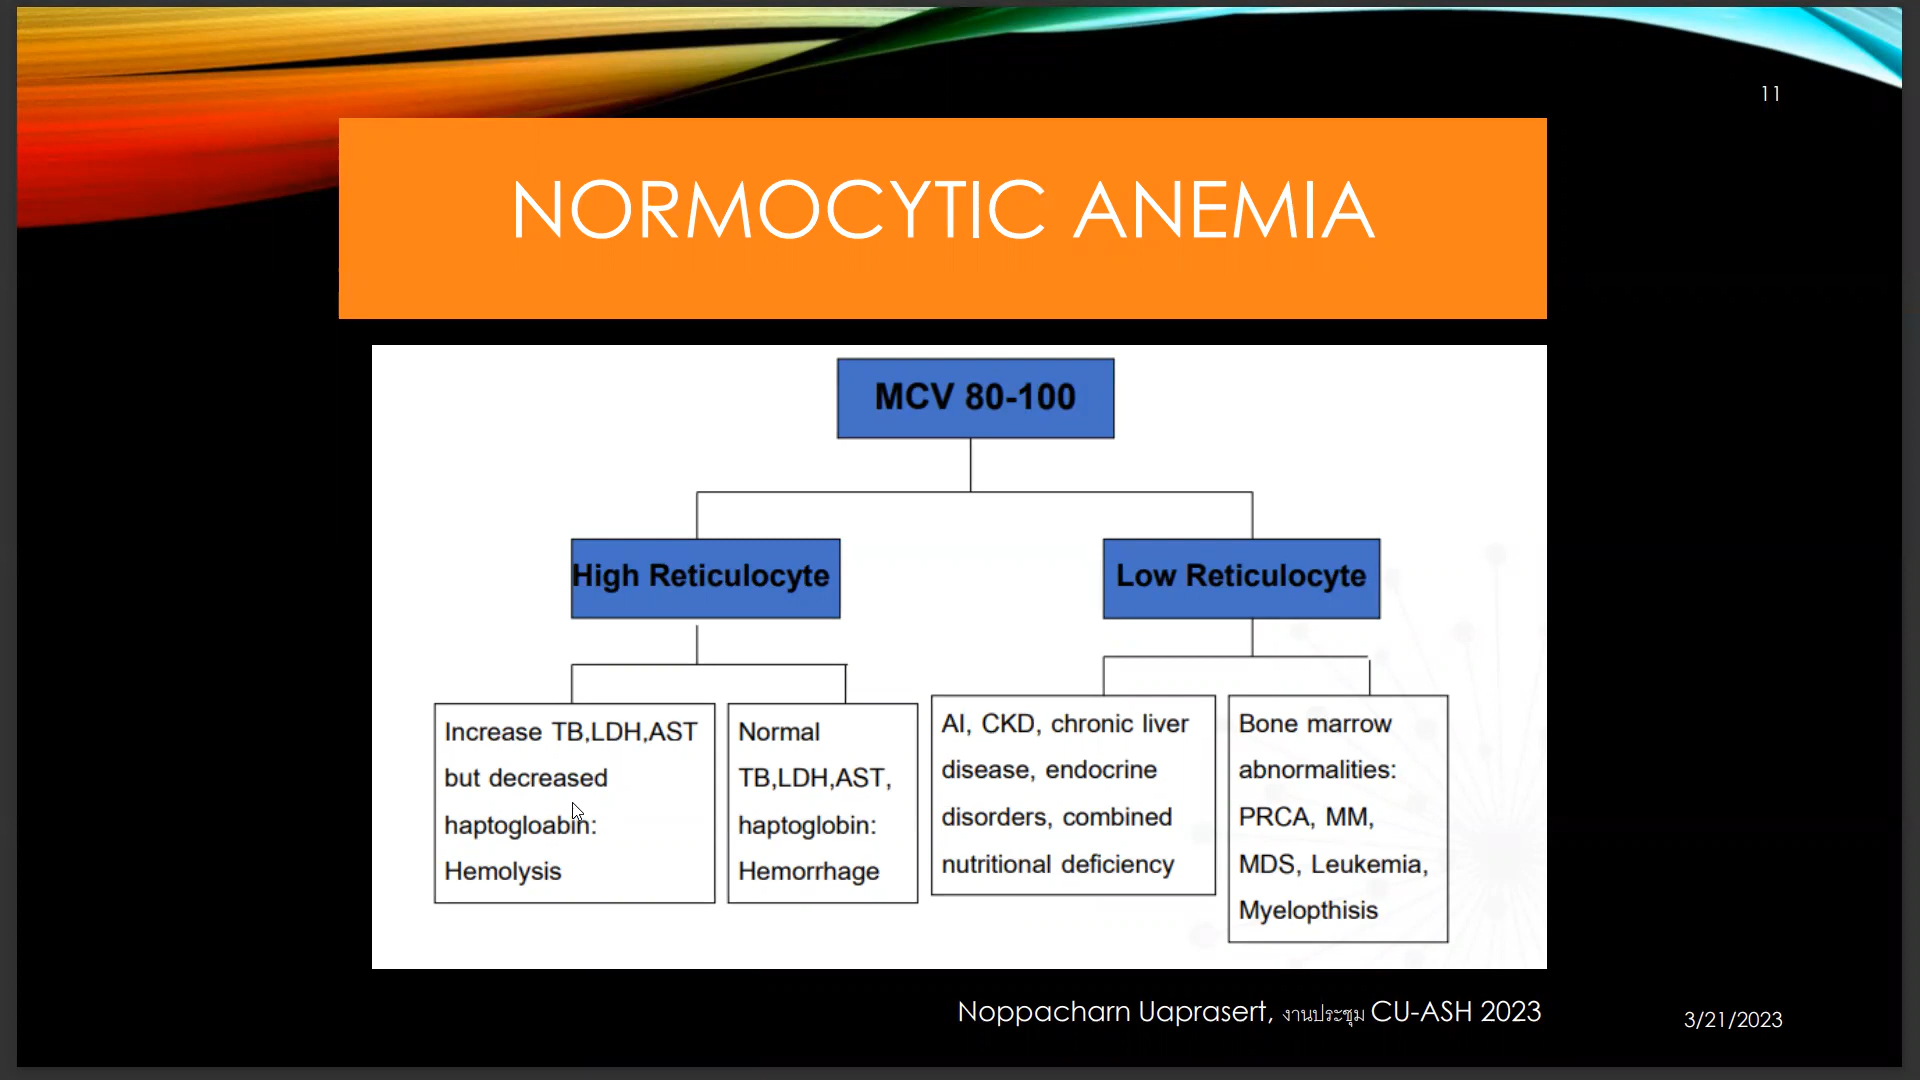 11
NORMOCYTIC ANEMIA
MCV 80-100
High Reticulocyte
Low Reticulocyte
Increase TB,LDH,AST
but decreased
haptogloabin:
Hemolysis
Normal
TB,LDH,AST,
haptoglobin:
Hemorrhage
AI, CKD, chronic liver
disease, endocrine
disorders, combined
nutritional deficiency
Bone marrow
abnormalities:
PRCA, MM,
MDS, Leukemia,
Myelopthisis
Noppacharn Uaprasert, งานประชุม CU-ASH 2023
3/21/2023